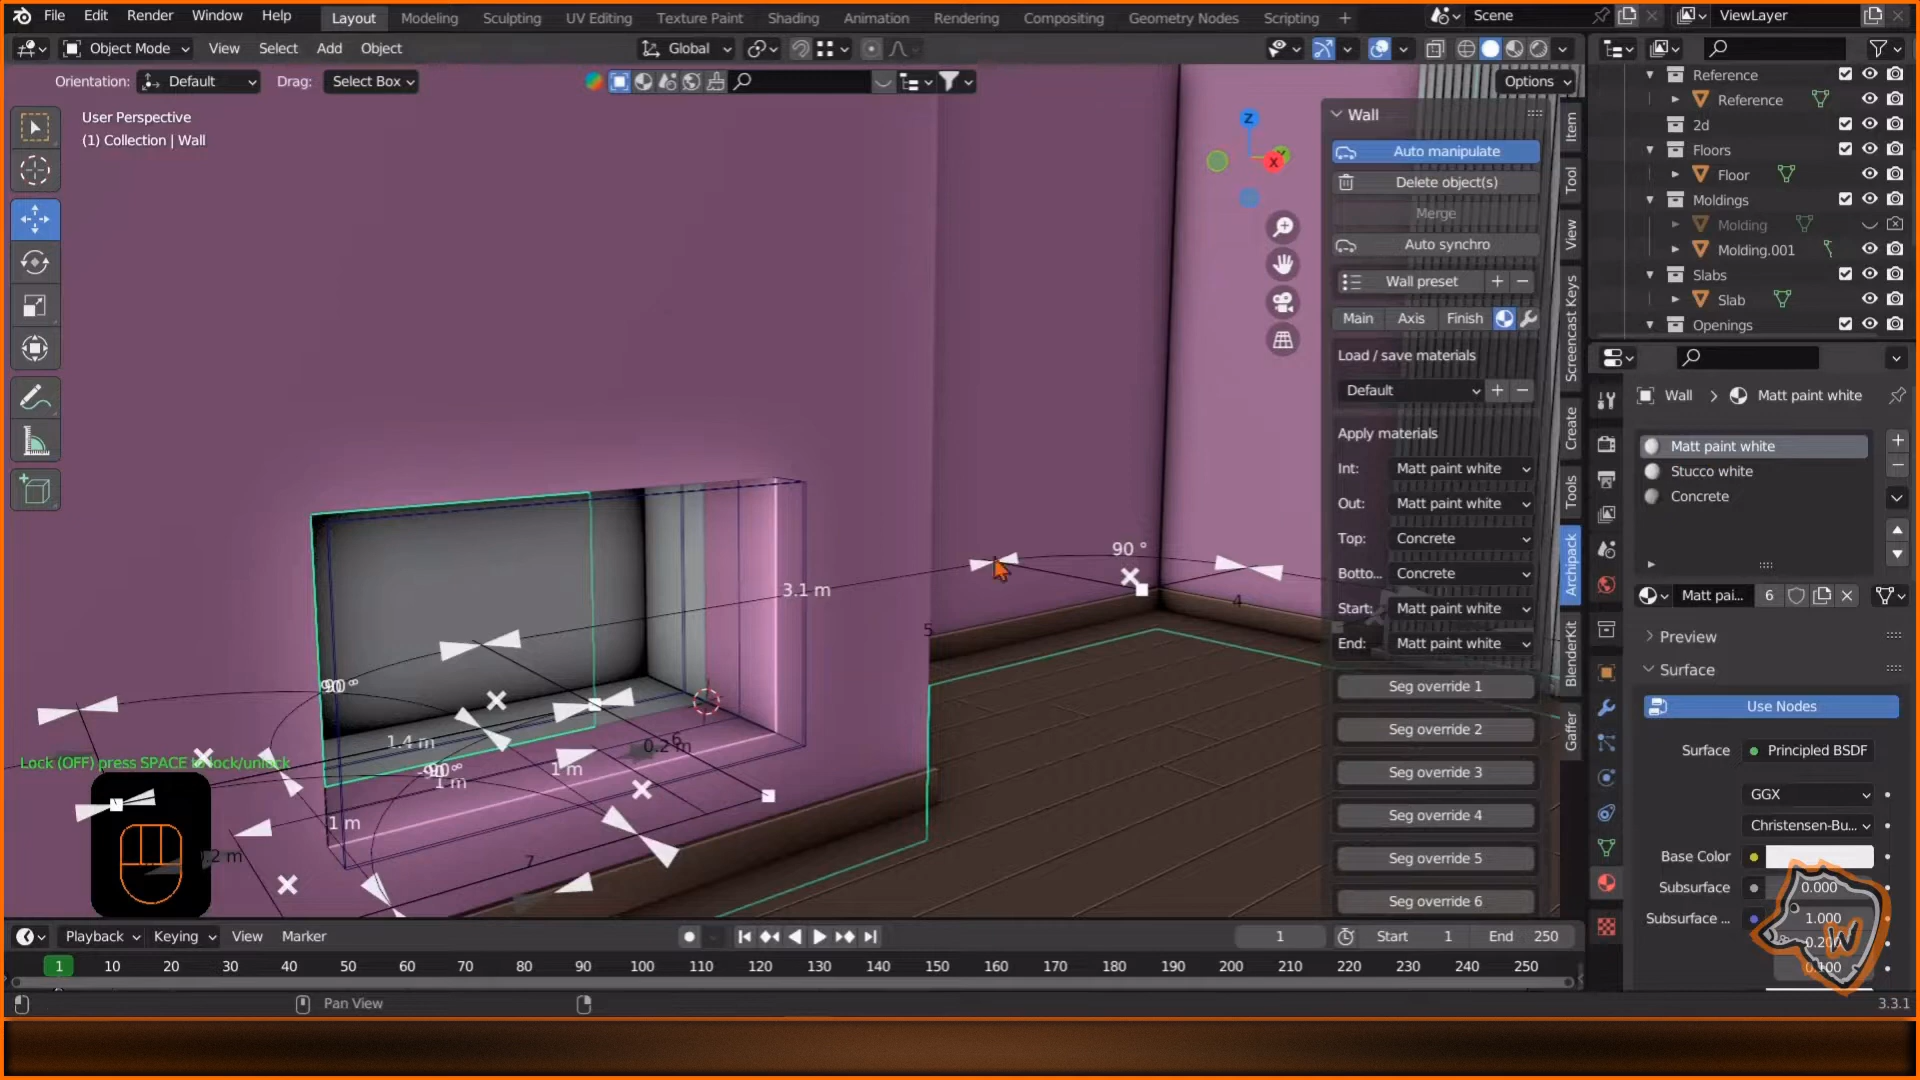 File Edit Render Window Help Layout Modeling Sculpting UV Editing Texture Paint Shading Animation Rendering Compositing Geometry Nodes Scripting + Scene ViewLayer
Object Mode View Select Add Object Global
Orientation: Default Drag: Select Box Options
User Perspective
(1) Collection | Wall
Z
X
Wall
Auto manipulate
Delete object(s)
Merge
Auto synchro
Wall preset + −
Main Axis Finish
Load / save materials
Default + −
Apply materials
Int: Matt paint white
Out: Matt paint white
Top: Concrete
Botto... Concrete
Start: Matt paint white
End: Matt paint white
Seg override 1
Seg override 2
Seg override 3
Seg override 4
Seg override 5
Seg override 6
Item
Tool
View
Screencast Keys
Create
Tools
Archipack
BlenderKit
Gaffer
90 °
3.1 m
4
5
90°
1.4 m
0.2 m
6
-90°
1 m
1 m
1 m
7
Lock (OFF) press SPACE to lock/unlock
Reference
Reference
2d
Floors
Floor
Moldings
Molding
Molding.001
Slabs
Slab
Openings
Wall > Matt paint white
Matt paint white
Stucco white
Concrete
Matt pai... 6
Preview
Surface
Use Nodes
Surface Principled BSDF
GGX
Christensen-Bu...
Base Color
Subsurface 0.000
Subsurface ... 1.000
0.100
W
Playback Keying View Marker 1 Start 1 End 250
1 10 20 30 40 50 60 70 80 90 100 110 120 130 140 150 160 170 180 190 200 210 220 230 240 250
Pan View 3.3.1